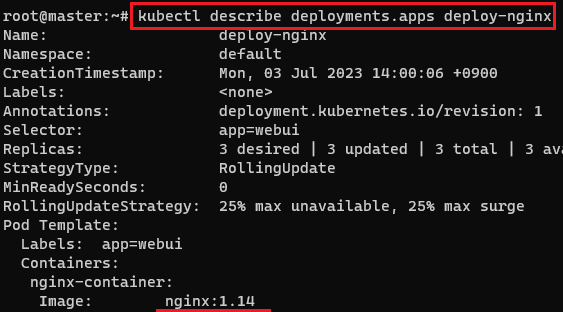 root@master:~# kubectl describe deployments.apps deploy-nginx
Name: deploy-nginx
Namespace: default
CreationTimestamp: Mon, 03 Jul 2023 14:00:06 +0900
Labels: <none>
Annotations: deployment.kubernetes.io/revision: 1
Selector: app=webui
Replicas: 3 desired | 3 updated | 3 total | 3 ava
StrategyType: RollingUpdate
MinReadySeconds: 0
RollingUpdateStrategy: 25% max unavailable, 25% max surge
Pod Template:
Labels: app=webui
Containers:
nginx-container:
Image: nginx:1.14